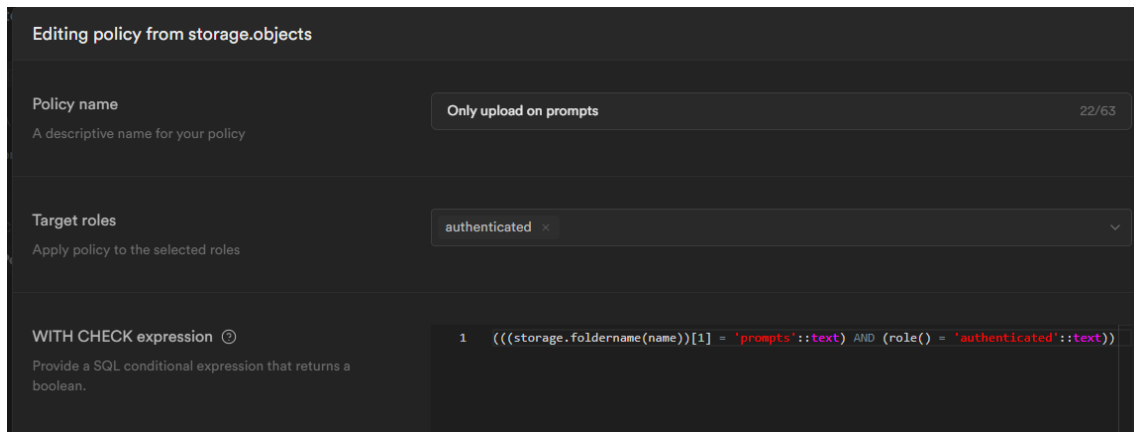 Editing policy from storage.objects
Policy name
A descriptive name for your policy
Only upload on prompts
22/63
Target roles
Apply policy to the selected roles
authenticated ×
WITH CHECK expression
Provide a SQL conditional expression that returns a
boolean.
1 (((storage.foldername(name))[1] = 'prompts'::text) AND (role() = 'authenticated'::text))